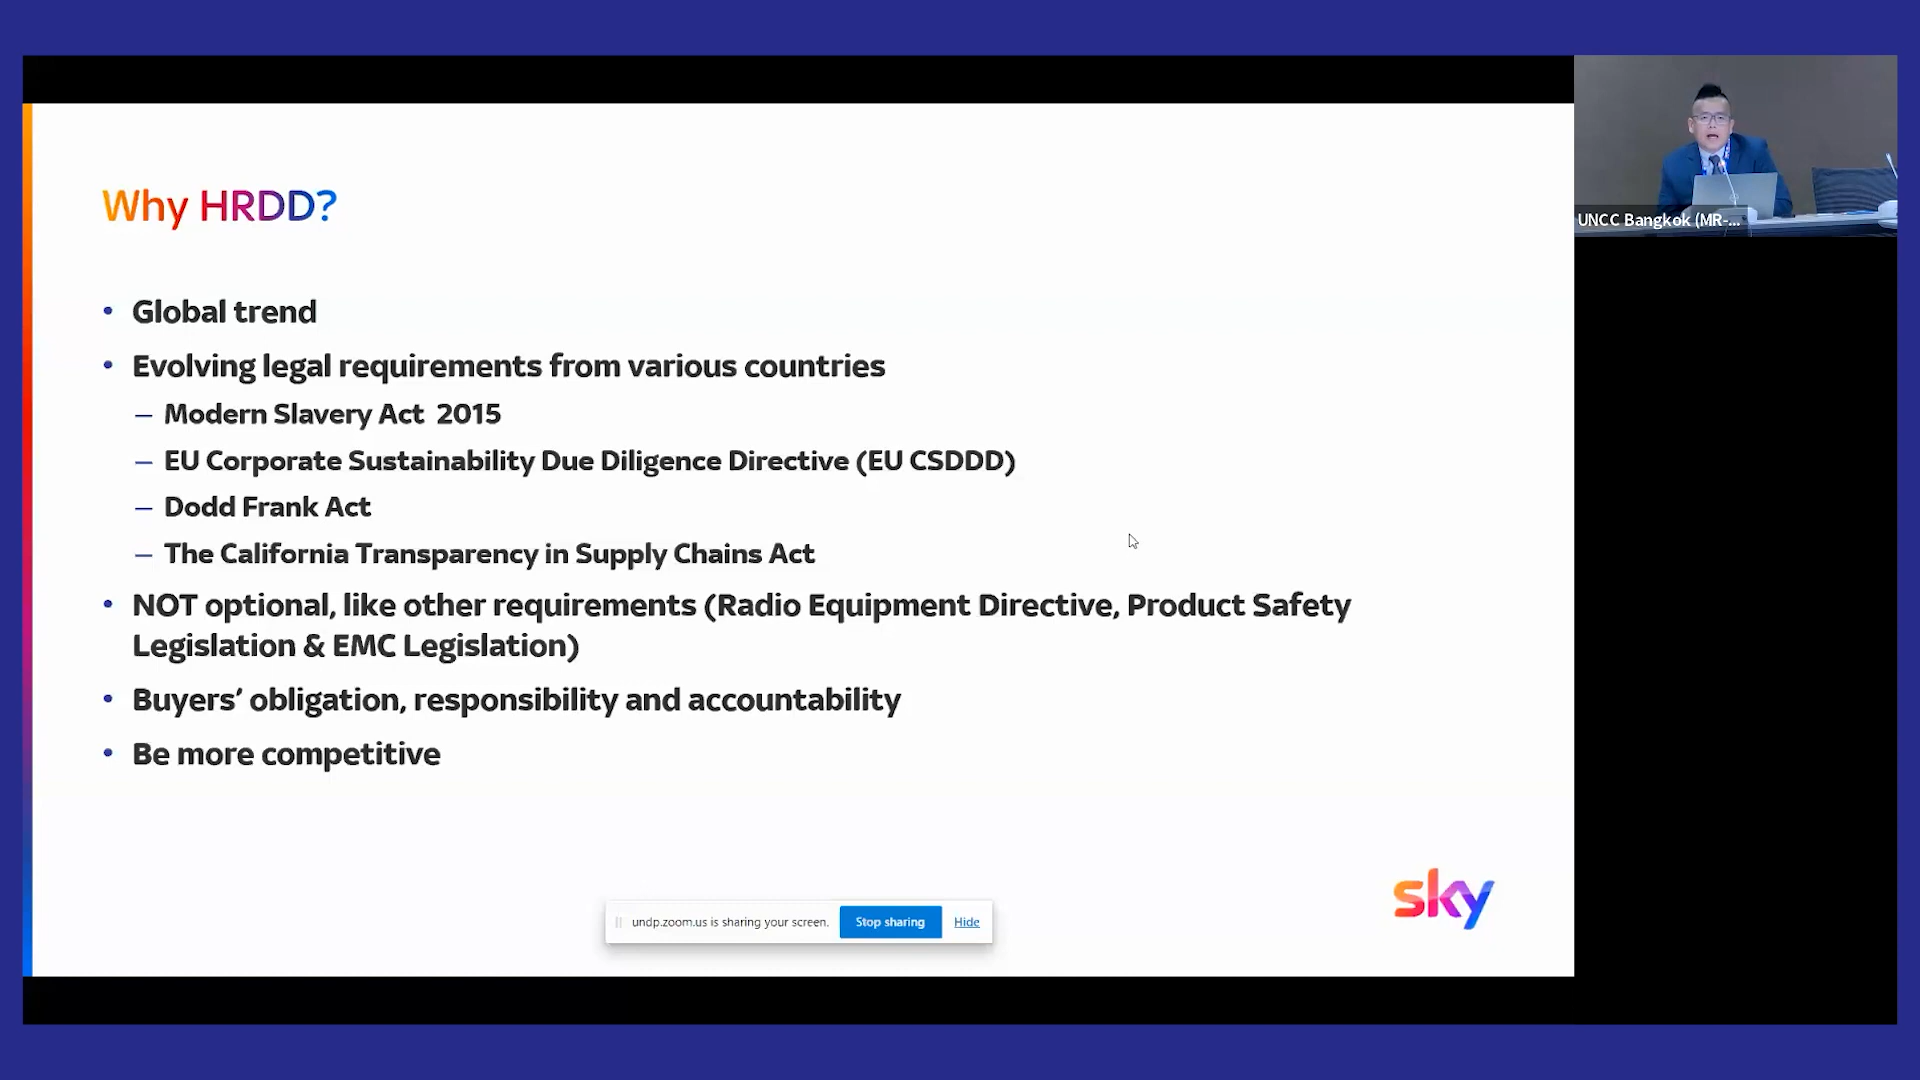 Why HRDD?
• Global trend
• Evolving legal requirements from various countries
– Modern Slavery Act 2015
– EU Corporate Sustainability Due Diligence Directive (EU CSDDD)
– Dodd Frank Act
– The California Transparency in Supply Chains Act
• NOT optional, like other requirements (Radio Equipment Directive, Product Safety
Legislation & EMC Legislation)
• Buyers’ obligation, responsibility and accountability
• Be more competitive
sky
undp.zoom.us is sharing your screen. Stop sharing Hide
UNCC Bangkok (MR-...